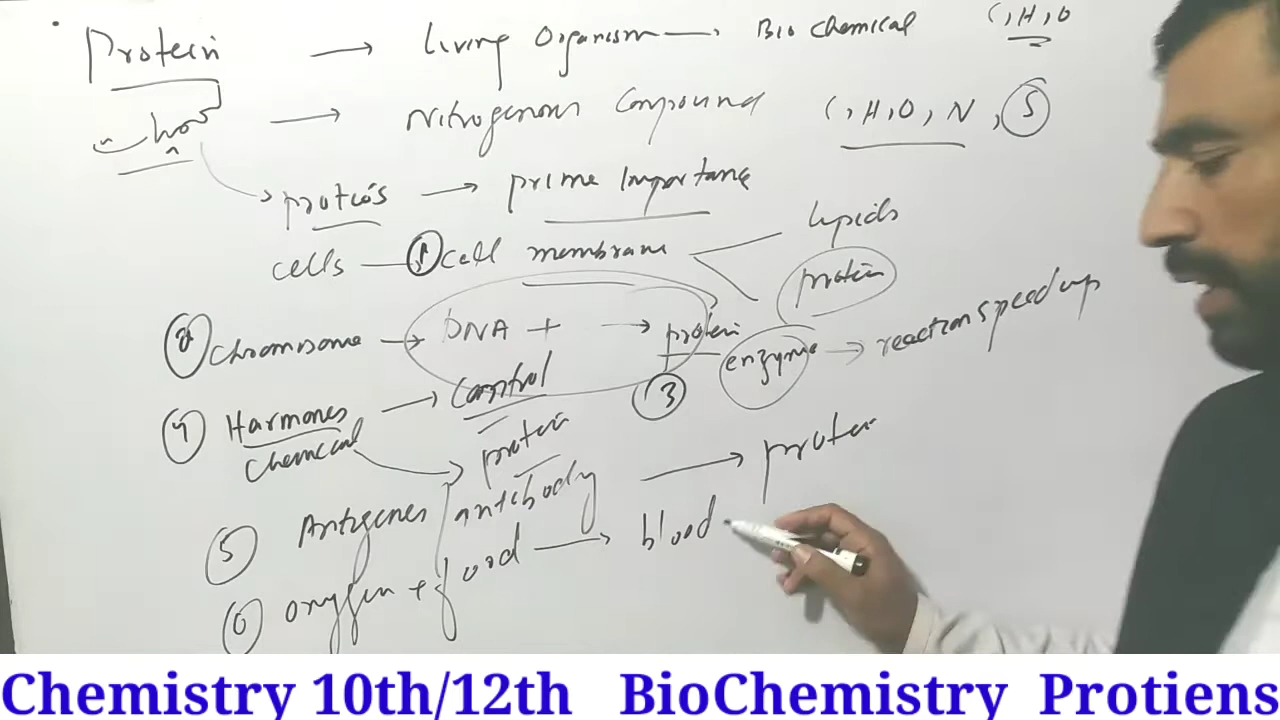 Protein → Living Organism → Bio Chemical C, H, O
→ Nitrogenous Compound C, H, O, N, S
→ protios → prime Importance
cells → 1 Cell membrane lipids
protein
2 Chromosome → DNA + → protein enzyme → reaction speed up
3
4 Harmones → Control
Chemical protein
5 Antigenes antibody → protein
6 oxygen + food → blood
Chemistry 10th/12th BioChemistry Protiens